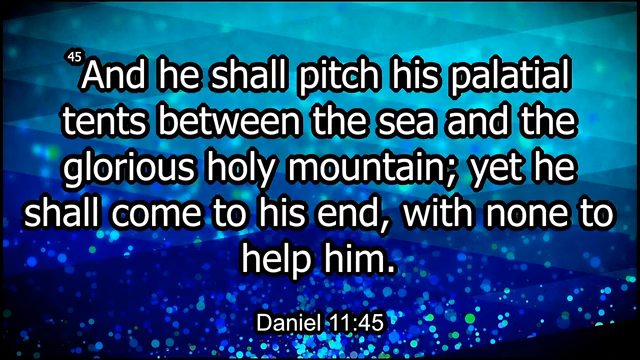 45 And he shall pitch his palatial
tents between the sea and the
glorious holy mountain; yet he
shall come to his end, with none to
help him.
Daniel 11:45